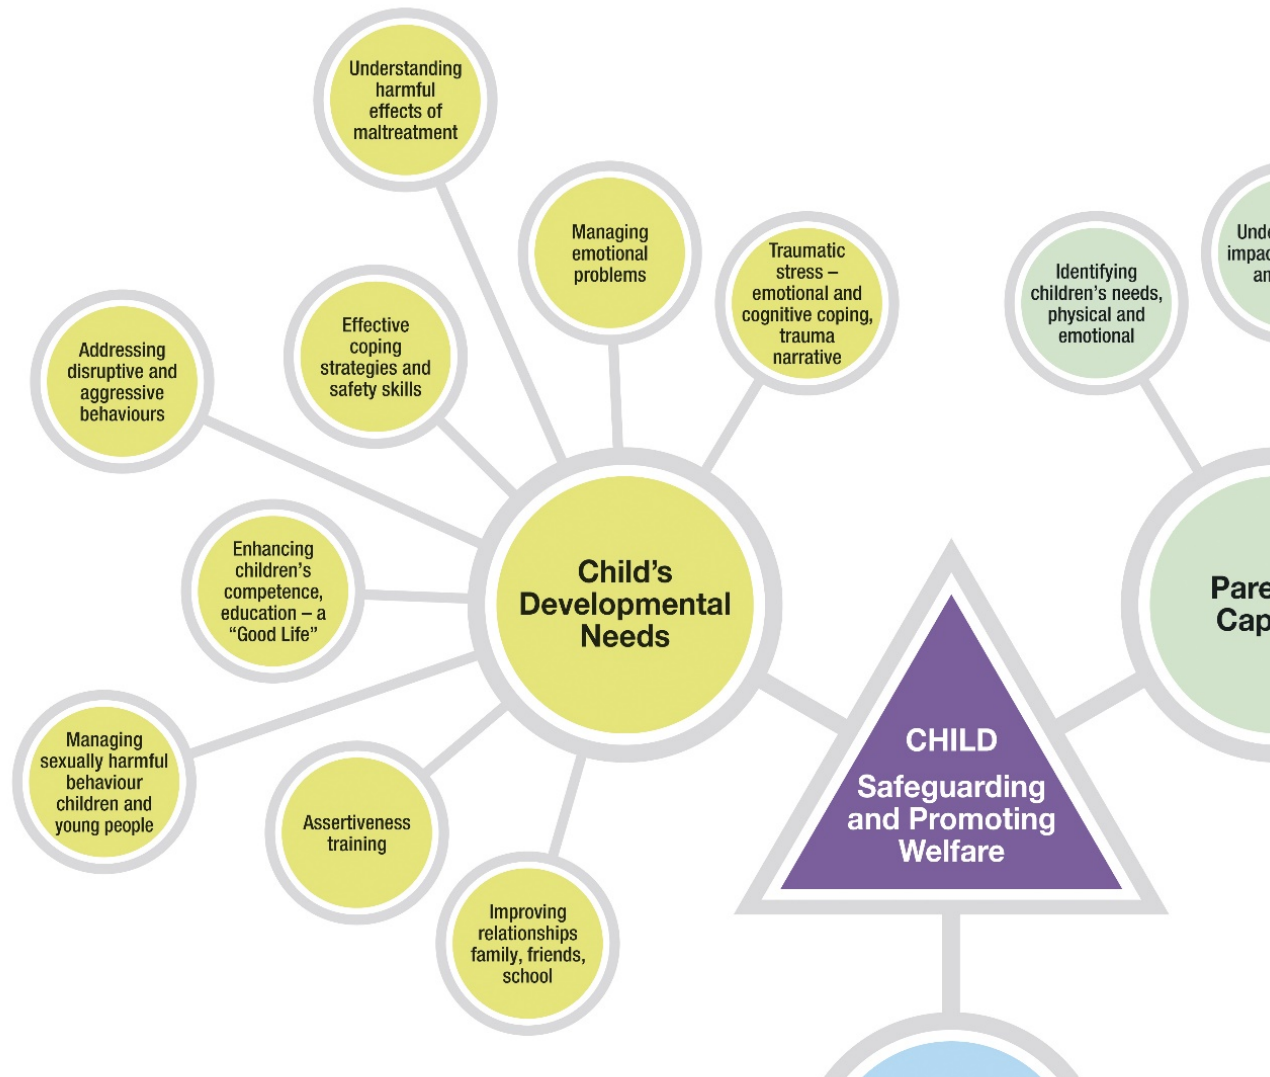 Understanding
harmful
effects of
maltreatment
Managing
emotional
problems
Traumatic
stress –
emotional and
cognitive coping,
trauma
narrative
Identifying
children’s needs,
physical and
emotional
Effective
coping
strategies and
safety skills
Addressing
disruptive and
aggressive
behaviours
Enhancing
children’s
competence,
education – a
“Good Life”
Child’s
Developmental
Needs
Managing
sexually harmful
behaviour
children and
young people
Assertiveness
training
Improving
relationships
family, friends,
school
CHILD
Safeguarding
and Promoting
Welfare